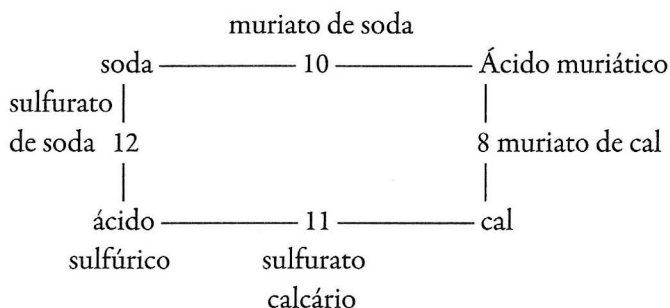 muriato de soda
soda 10 Ácido muriático
sulfurato
de soda 12 8 muriato de cal
ácido 11 cal
sulfúrico sulfurato
calcário